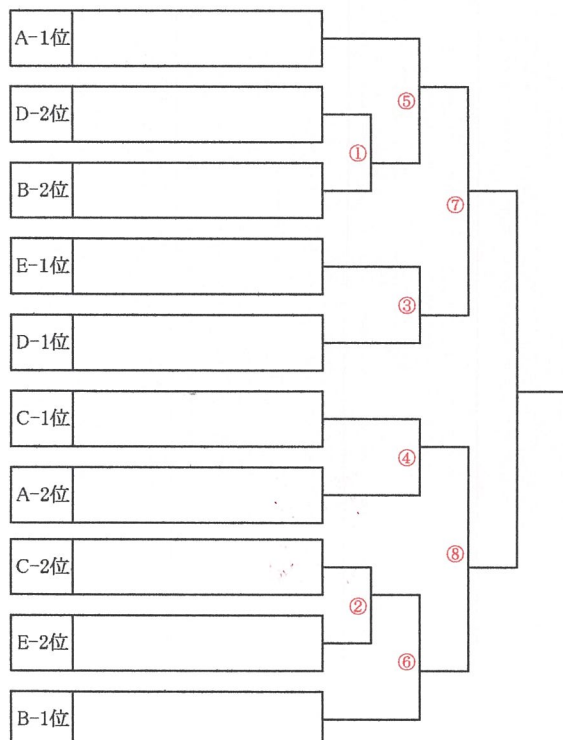 A-1位
⑤
D-2位
①
B-2位
⑦
E-1位
③
D-1位
C-1位
④
A-2位
⑧
C-2位
②
E-2位
⑥
B-1位